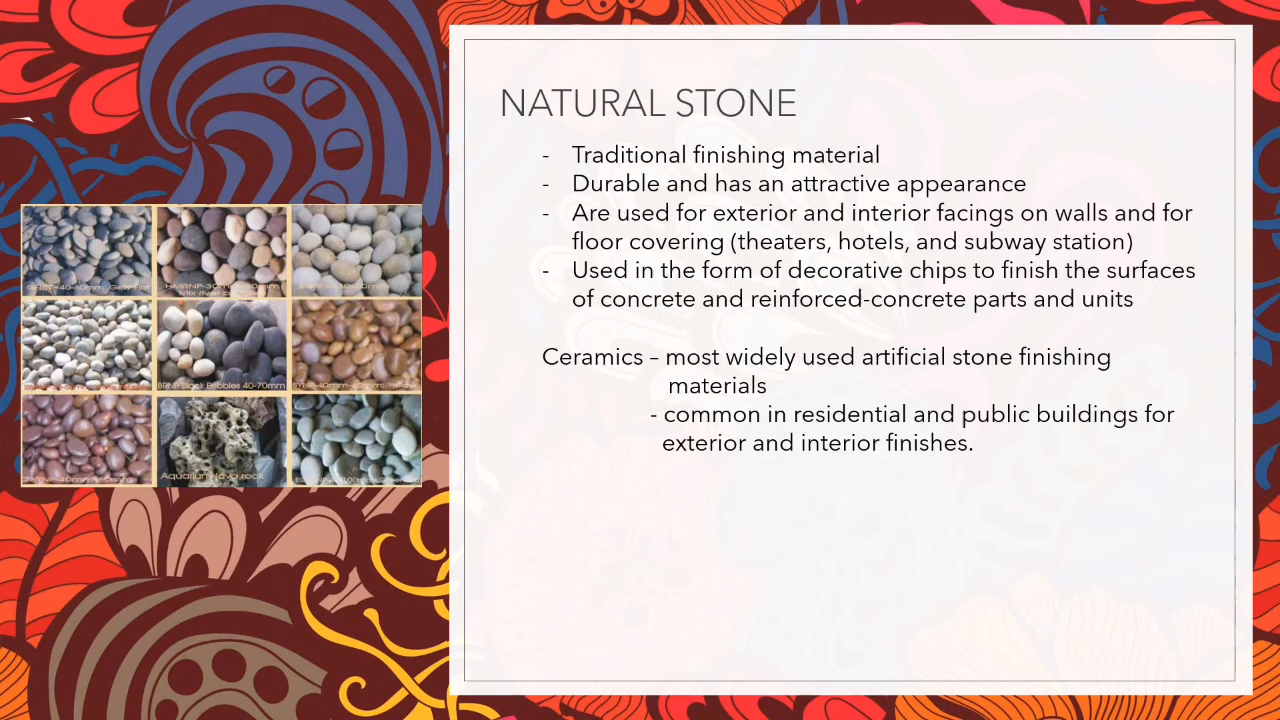 NATURAL STONE
- Traditional finishing material
- Durable and has an attractive appearance
- Are used for exterior and interior facings on walls and for
floor covering (theaters, hotels, and subway station)
- Used in the form of decorative chips to finish the surfaces
of concrete and reinforced-concrete parts and units
Ceramics – most widely used artificial stone finishing
materials
- common in residential and public buildings for
exterior and interior finishes.
BRNP Black Pebbles 40-70mm
Aquarium lava rock